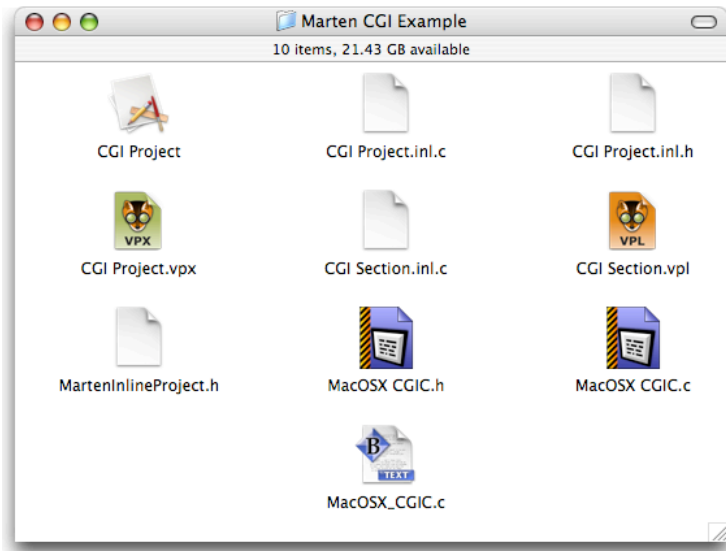 Marten CGI Example
10 items, 21.43 GB available
CGI Project
CGI Project.inl.c
CGI Project.inl.h
VPX
VPL
CGI Project.vpx
CGI Section.inl.c
CGI Section.vpl
MartenInlineProject.h
MacOSX CGIC.h
MacOSX CGIC.c
B
TEXT
MacOSX_CGIC.c